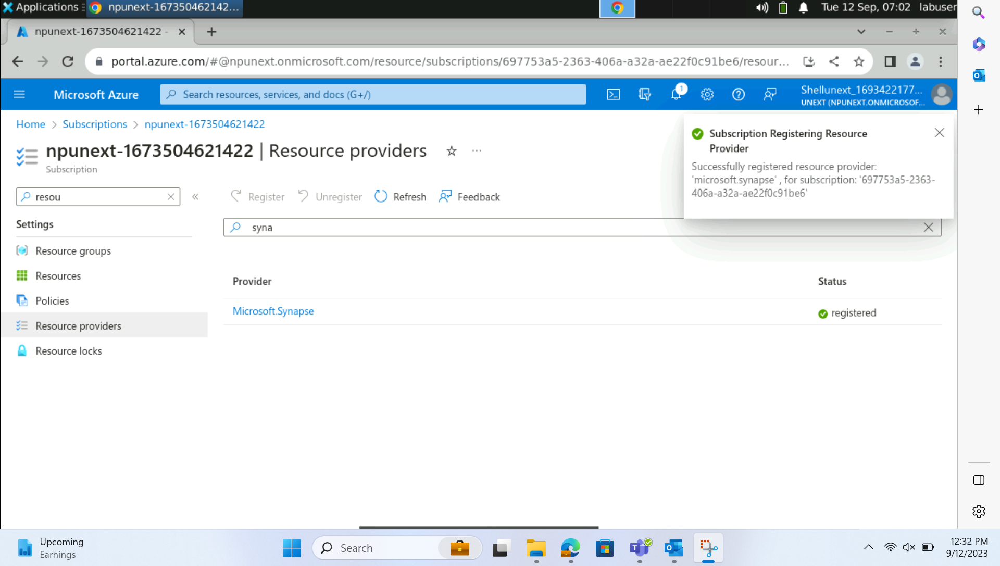 Applications
npunext-167350462142...
Tue 12 Sep, 07:02 labuser
npunext-1673504621422 -
portal.azure.com/#@npunext.onmicrosoft.com/resource/subscriptions/697753a5-2363-406a-a32a-ae22f0c91be6/resour...
Microsoft Azure
Search resources, services, and docs (G+/)
1
Shellunext_1693422177...
UNEXT (NPUNEXT.ONMICROSOF...
Home > Subscriptions > npunext-1673504621422
npunext-1673504621422 | Resource providers
Subscription
Subscription Registering Resource
Provider
Successfully registered resource provider:
'microsoft.synapse' , for subscription: '697753a5-2363-
406a-a32a-ae22f0c91be6'
resou
Register
Unregister
Refresh
Feedback
syna
Settings
Resource groups
Resources
Policies
Resource providers
Resource locks
Provider
Status
Microsoft.Synapse
registered
Upcoming
Earnings
Search
12:32 PM
9/12/2023